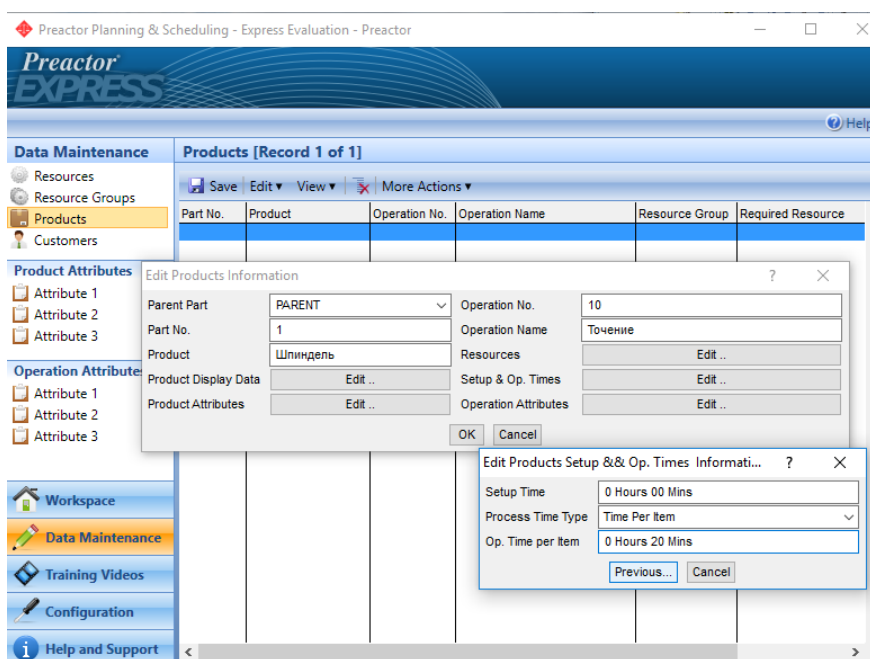 Preactor Planning & Scheduling - Express Evaluation - Preactor
Preactor
EXPRESS
Help
Data Maintenance
Resources
Resource Groups
Products
Customers
Product Attributes
Attribute 1
Attribute 2
Attribute 3
Operation Attributes
Attribute 1
Attribute 2
Attribute 3
Workspace
Data Maintenance
Training Videos
Configuration
Help and Support
Products [Record 1 of 1]
Save Edit View More Actions
Part No. Product Operation No. Operation Name Resource Group Required Resource
Edit Products Information
Parent Part PARENT Operation No. 10
Part No. 1 Operation Name Точение
Product Шпиндель Resources Edit ..
Product Display Data Edit .. Setup & Op. Times Edit ..
Product Attributes Edit .. Operation Attributes Edit ..
OK Cancel
Edit Products Setup && Op. Times Informati...
Setup Time 0 Hours 00 Mins
Process Time Type Time Per Item
Op. Time per Item 0 Hours 20 Mins
Previous... Cancel